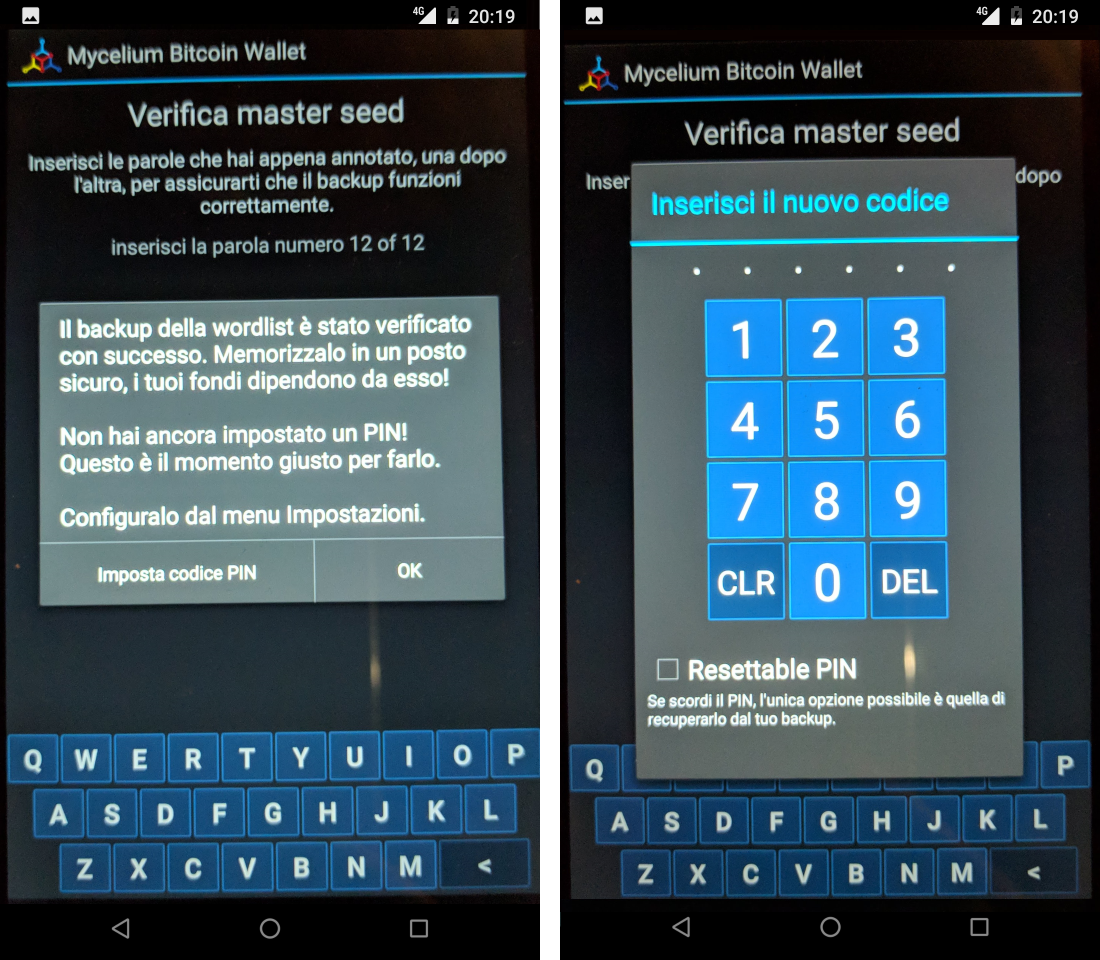 4G 20:19
Mycelium Bitcoin Wallet
Verifica master seed
Inserisci le parole che hai appena annotato, una dopo
l'altra, per assicurarti che il backup funzioni
correttamente.
inserisci la parola numero 12 of 12
Il backup della wordlist è stato verificato
con successo. Memorizzalo in un posto
sicuro, i tuoi fondi dipendono da esso!
Non hai ancora impostato un PIN!
Questo è il momento giusto per farlo.
Configuralo dal menu Impostazioni.
Imposta codice PIN OK
Q W E R T Y U I O P
A S D F G H J K L
Z X C V B N M <
4G 20:19
Mycelium Bitcoin Wallet
Verifica master seed
Inser dopo
Inserisci il nuovo codice
1 2 3
4 5 6
7 8 9
CLR 0 DEL
Resettable PIN
Se scordi il PIN, l'unica opzione possibile è quella di
recuperarlo dal tuo backup.
Q P
A S D F G H J K L
Z X C V B N M <